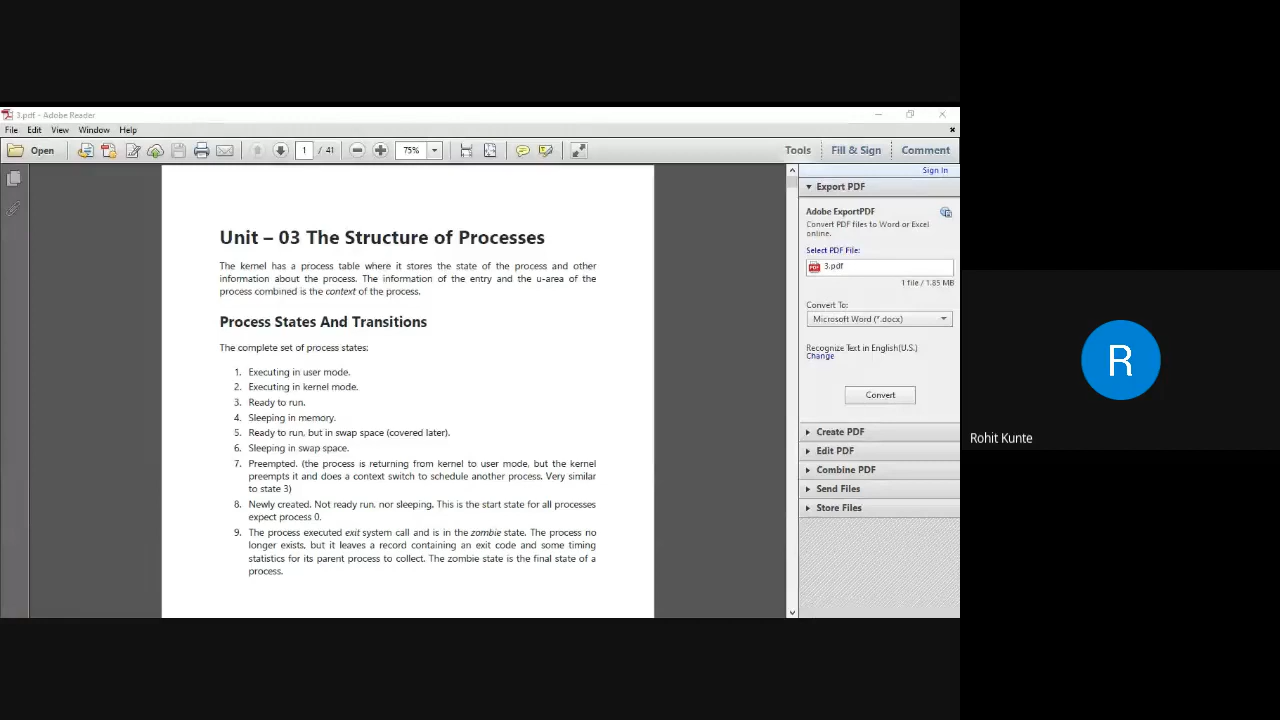 3.pdf - Adobe Reader
File Edit View Window Help
Open 1 / 41 75% Tools Fill & Sign Comment
Sign In
Export PDF
Adobe ExportPDF
Convert PDF files to Word or Excel
online.
Select PDF File:
3.pdf
1 file / 1.85 MB
Convert To:
Microsoft Word (*.docx)
Recognize Text in English(U.S.)
Change
Convert
Create PDF
Edit PDF
Combine PDF
Send Files
Store Files
Unit – 03 The Structure of Processes
The kernel has a process table where it stores the state of the process and other
information about the process. The information of the entry and the u-area of the
process combined is the context of the process.
Process States And Transitions
The complete set of process states:
1. Executing in user mode.
2. Executing in kernel mode.
3. Ready to run.
4. Sleeping in memory.
5. Ready to run, but in swap space (covered later).
6. Sleeping in swap space.
7. Preempted. (the process is returning from kernel to user mode, but the kernel
preempts it and does a context switch to schedule another process. Very similar
to state 3)
8. Newly created. Not ready run, nor sleeping. This is the start state for all processes
expect process 0.
9. The process executed exit system call and is in the zombie state. The process no
longer exists, but it leaves a record containing an exit code and some timing
statistics for its parent process to collect. The zombie state is the final state of a
process.
R
Rohit Kunte